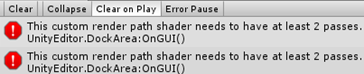 Clear Collapse Clear on Play Error Pause
This custom render path shader needs to have at least 2 passes.
UnityEditor.DockArea:OnGUI()
This custom render path shader needs to have at least 2 passes.
UnityEditor.DockArea:OnGUI()